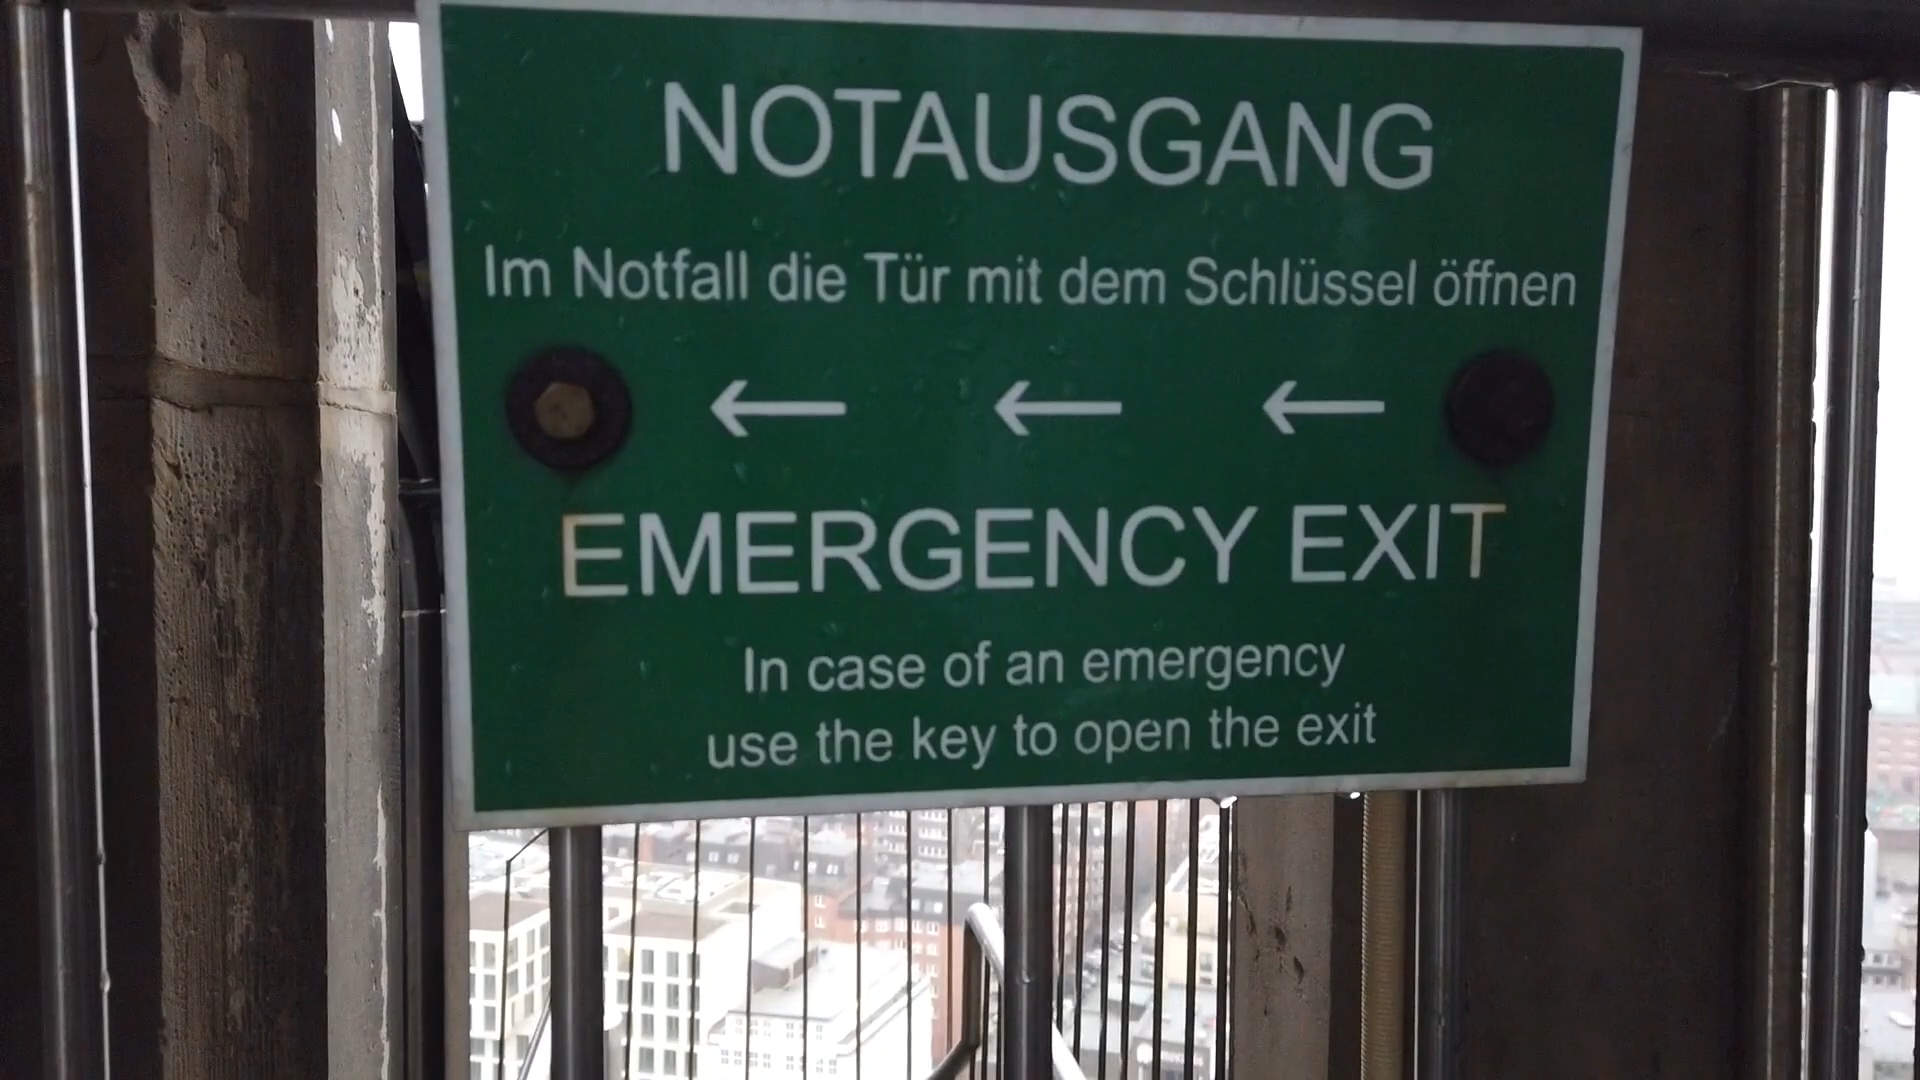 NOTAUSGANG
Im Notfall die Tür mit dem Schlüssel öffnen
← ← ←
EMERGENCY EXIT
In case of an emergency
use the key to open the exit